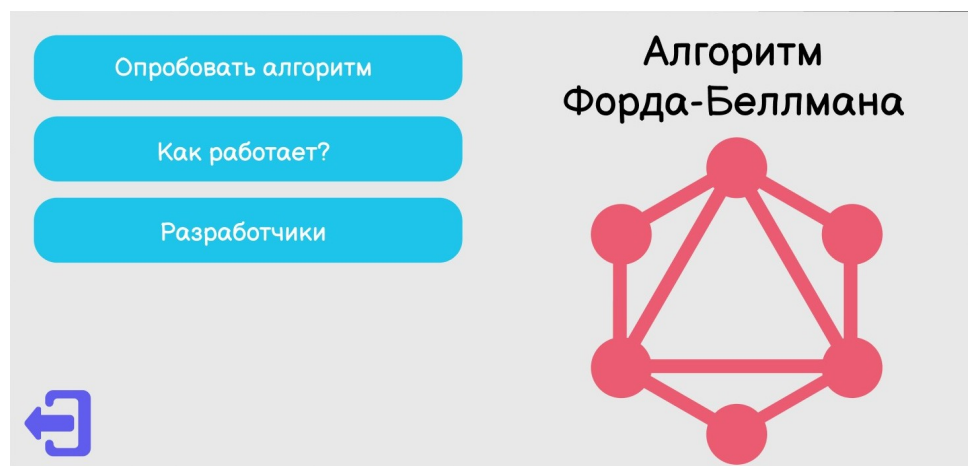 Опробовать алгоритм
Как работает?
Разработчики
Алгоритм
Форда-Беллмана